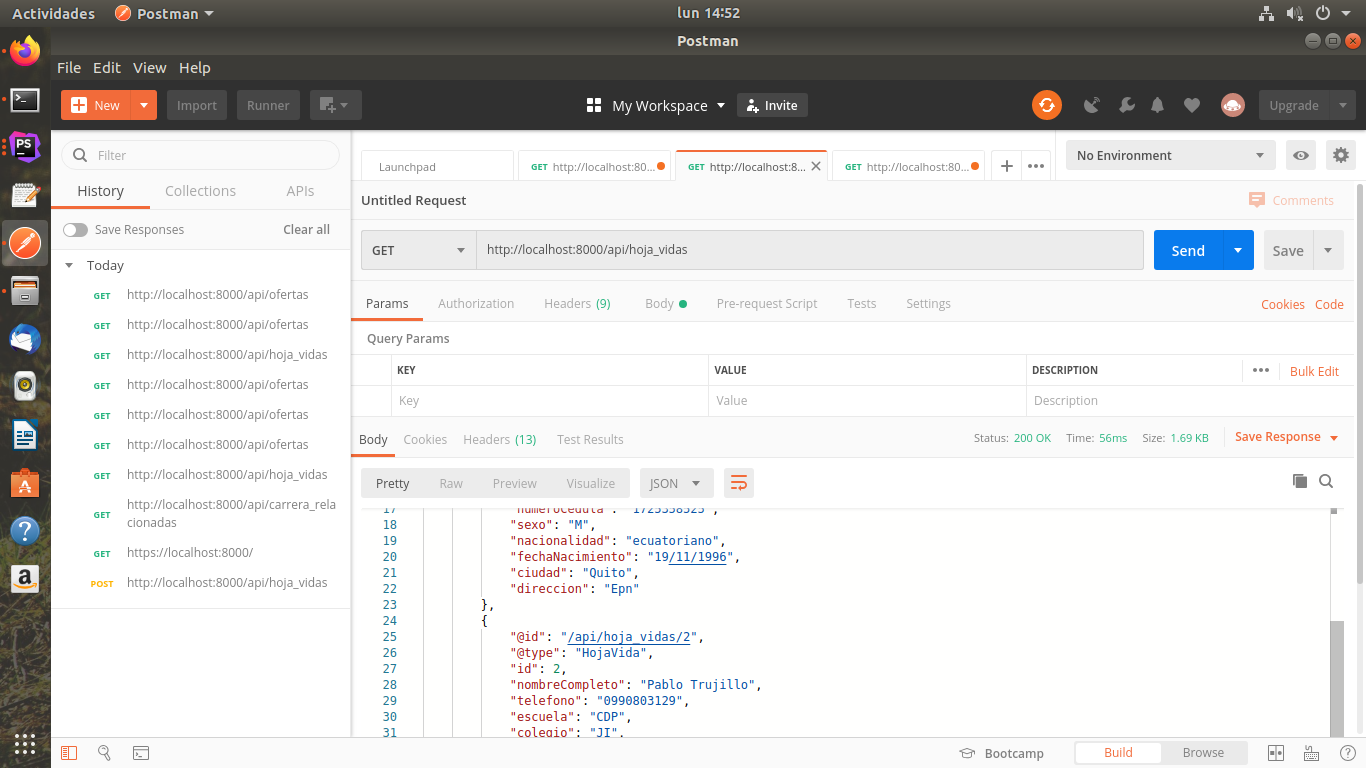 Actividades Postman lun 14:52
Postman
File Edit View Help
New Import Runner My Workspace Invite Upgrade
Filter
History Collections APIs
Save Responses Clear all
Today
GET http://localhost:8000/api/ofertas
GET http://localhost:8000/api/ofertas
GET http://localhost:8000/api/hoja_vidas
GET http://localhost:8000/api/ofertas
GET http://localhost:8000/api/ofertas
GET http://localhost:8000/api/ofertas
GET http://localhost:8000/api/hoja_vidas
GET http://localhost:8000/api/carrera_rela
cionadas
GET https://localhost:8000/
POST http://localhost:8000/api/hoja_vidas
Launchpad GET http://localhost:80... GET http://localhost:8... GET http://localhost:80... No Environment
Untitled Request Comments
GET http://localhost:8000/api/hoja_vidas Send Save
Params Authorization Headers (9) Body Pre-request Script Tests Settings Cookies Code
Query Params
KEY VALUE DESCRIPTION Bulk Edit
Key Value Description
Body Cookies Headers (13) Test Results Status: 200 OK Time: 56ms Size: 1.69 KB Save Response
Pretty Raw Preview Visualize JSON
17 "numeroCedula":
18 "sexo": "M",
19 "nacionalidad": "ecuatoriano",
20 "fechaNacimiento": "19/11/1996",
21 "ciudad": "Quito",
22 "direccion": "Epn"
23 },
24 {
25 "@id": "/api/hoja_vidas/2",
26 "@type": "HojaVida",
27 "id": 2,
28 "nombreCompleto": "Pablo Trujillo",
29 "telefono": "0990803129",
30 "escuela": "CDP",
31 "colegio": "JI",
Bootcamp Build Browse